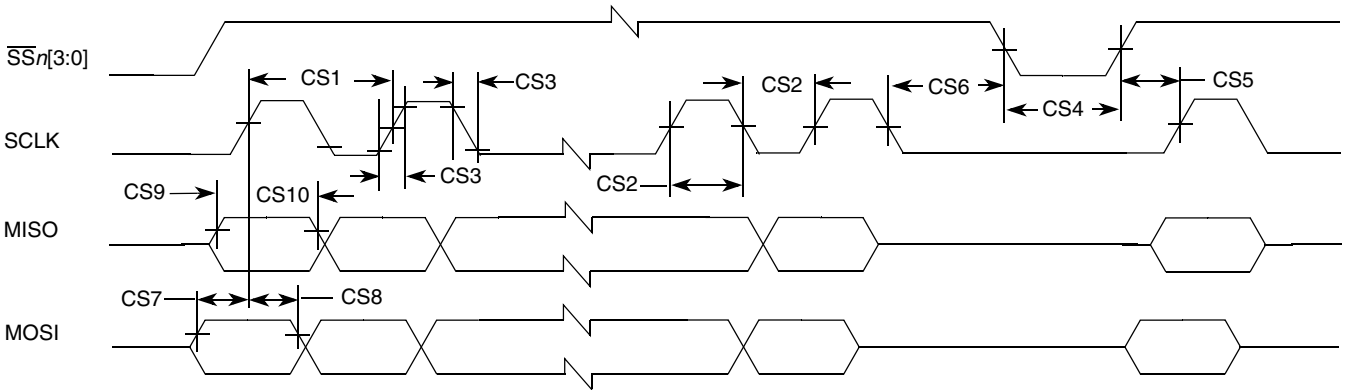 SSn[3:0]
CS1
CS3
CS2
CS6
CS4
CS5
SCLK
CS3
CS2
CS9
CS10
MISO
CS7
CS8
MOSI